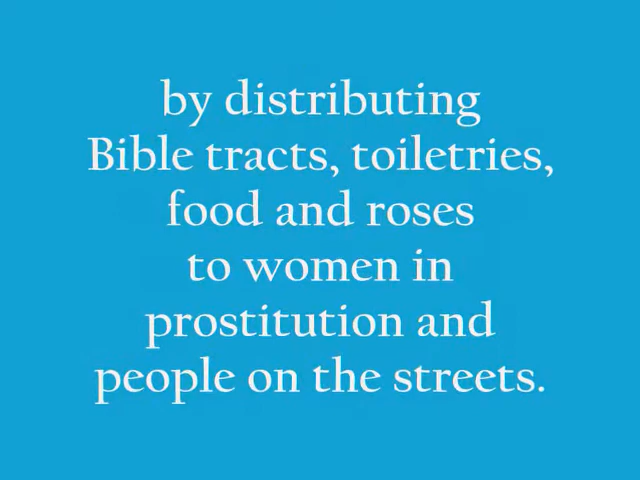 by distributing
Bible tracts, toiletries,
food and roses
to women in
prostitution and
people on the streets.